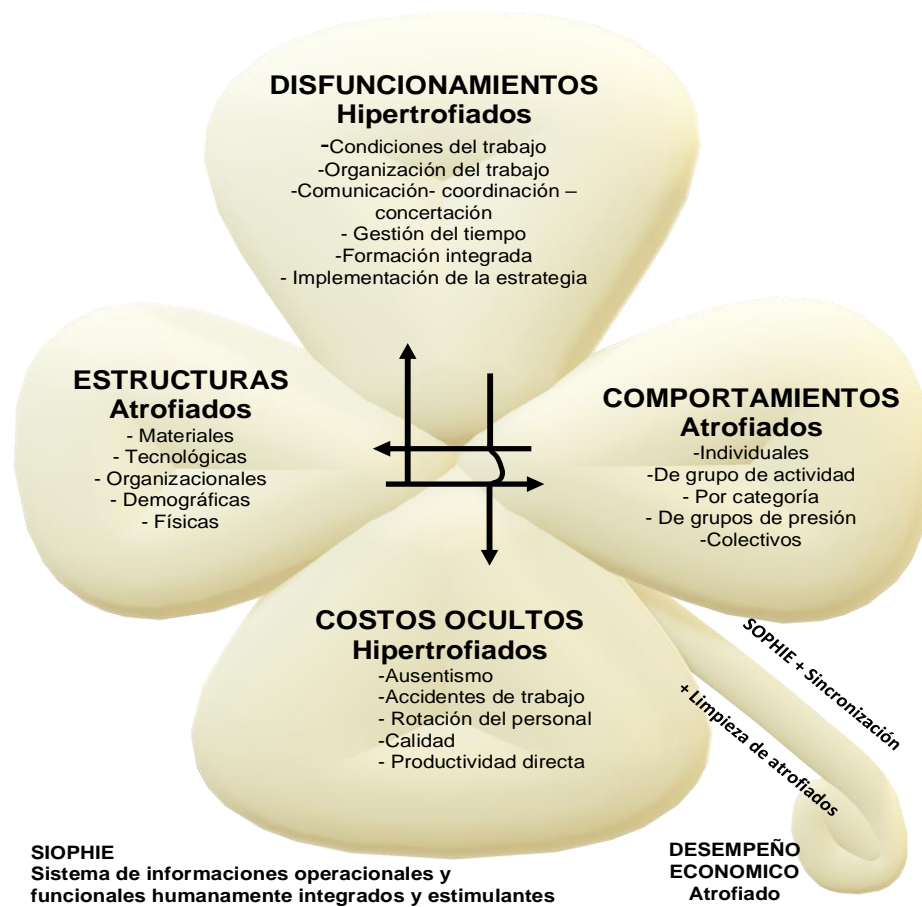 DISFUNCIONAMIENTOS
Hipertrofiados
-Condiciones del trabajo
-Organización del trabajo
-Comunicación- coordinación –
concertación
- Gestión del tiempo
-Formación integrada
- Implementación de la estrategia
ESTRUCTURAS
Atrofiados
- Materiales
- Tecnológicas
- Organizacionales
- Demográficas
- Físicas
COMPORTAMIENTOS
Atrofiados
-Individuales
-De grupo de actividad
- Por categoría
- De grupos de presión
-Colectivos
COSTOS OCULTOS
Hipertrofiados
-Ausentismo
-Accidentes de trabajo
- Rotación del personal
-Calidad
- Productividad directa
SOPHIE + Sincronización
+ Limpieza de atrofiados
SIOPHIE
Sistema de informaciones operacionales y
funcionales humanamente integrados y estimulantes
DESEMPEÑO
ECONOMICO
Atrofiado